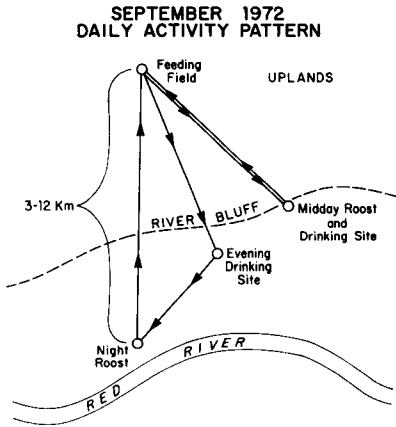 SEPTEMBER 1972
DAILY ACTIVITY PATTERN
Feeding
Field
UPLANDS
3-12 Km
RIVER BLUFF
Midday Roost
and
Drinking Site
Evening
Drinking
Site
Night
Roost
RED RIVER